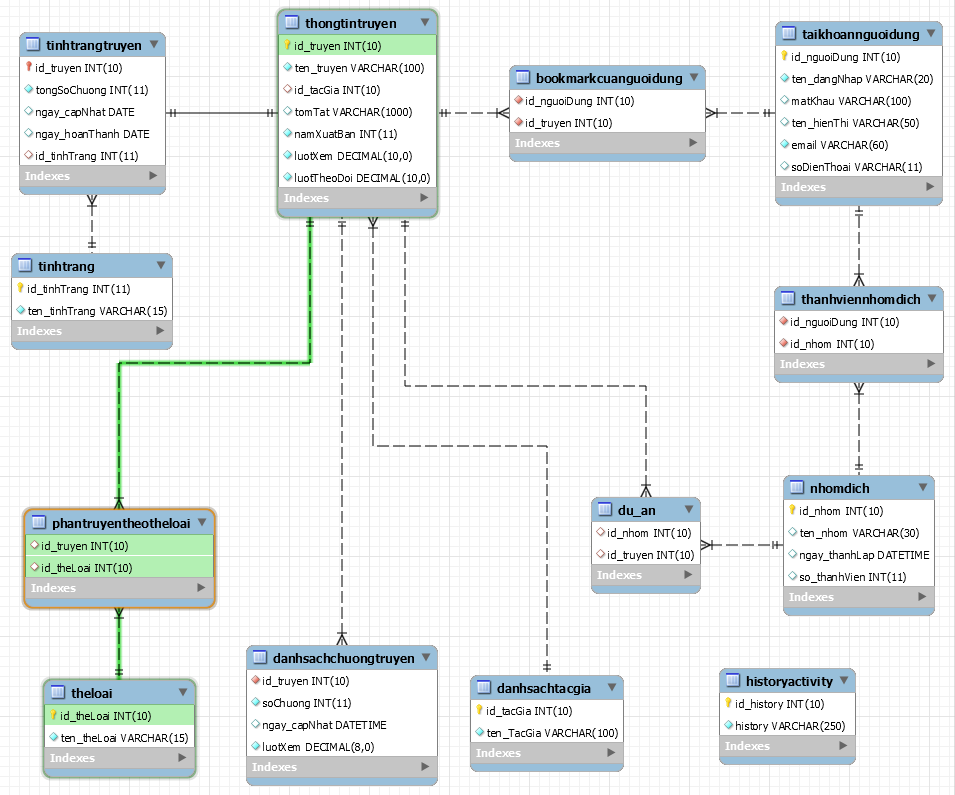 tinhtrangtruyen
id_truyen INT(10)
tongSoChuong INT(11)
ngay_capNhat DATE
ngay_hoanThanh DATE
id_tinhTrang INT(11)
Indexes
thongtintruyen
id_truyen INT(10)
ten_truyen VARCHAR(100)
id_tacGia INT(10)
tomTat VARCHAR(1000)
namXuatBan INT(11)
luotXem DECIMAL(10,0)
luotTheoDoi DECIMAL(10,0)
Indexes
bookmarkcuanguoidung
id_nguoiDung INT(10)
id_truyen INT(10)
Indexes
taikhoannguoidung
id_nguoiDung INT(10)
ten_dangNhap VARCHAR(20)
matKhau VARCHAR(100)
ten_hienThi VARCHAR(50)
email VARCHAR(60)
soDienThoai VARCHAR(11)
Indexes
tinhtrang
id_tinhTrang INT(11)
ten_tinhTrang VARCHAR(15)
Indexes
thanhviennhomdich
id_nguoiDung INT(10)
id_nhom INT(10)
Indexes
phantruyentheotheloai
id_truyen INT(10)
id_theLoai INT(10)
Indexes
du_an
id_nhom INT(10)
id_truyen INT(10)
Indexes
nhomdich
id_nhom INT(10)
ten_nhom VARCHAR(30)
ngay_thanhLap DATETIME
so_thanhVien INT(11)
Indexes
theloai
id_theLoai INT(10)
ten_theLoai VARCHAR(15)
Indexes
danhsachchuongtruyen
id_truyen INT(10)
soChuong INT(11)
ngay_capNhat DATETIME
luotXem DECIMAL(8,0)
Indexes
danhsachtacgia
id_tacGia INT(10)
ten_TacGia VARCHAR(100)
Indexes
historyactivity
id_history INT(10)
history VARCHAR(250)
Indexes